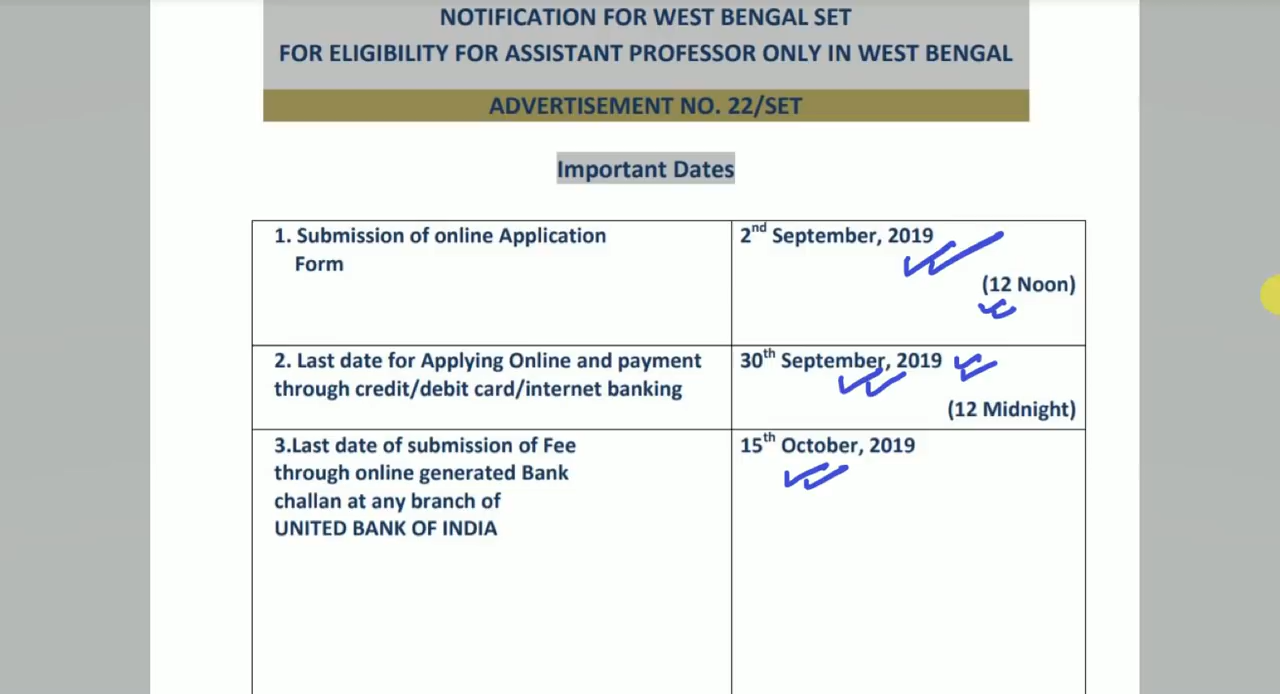 NOTIFICATION FOR WEST BENGAL SET
FOR ELIGIBILITY FOR ASSISTANT PROFESSOR ONLY IN WEST BENGAL
ADVERTISEMENT NO. 22/SET
Important Dates
1. Submission of online Application
Form
2nd September, 2019
(12 Noon)
2. Last date for Applying Online and payment
through credit/debit card/internet banking
30th September, 2019
(12 Midnight)
3.Last date of submission of Fee
through online generated Bank
challan at any branch of
UNITED BANK OF INDIA
15th October, 2019